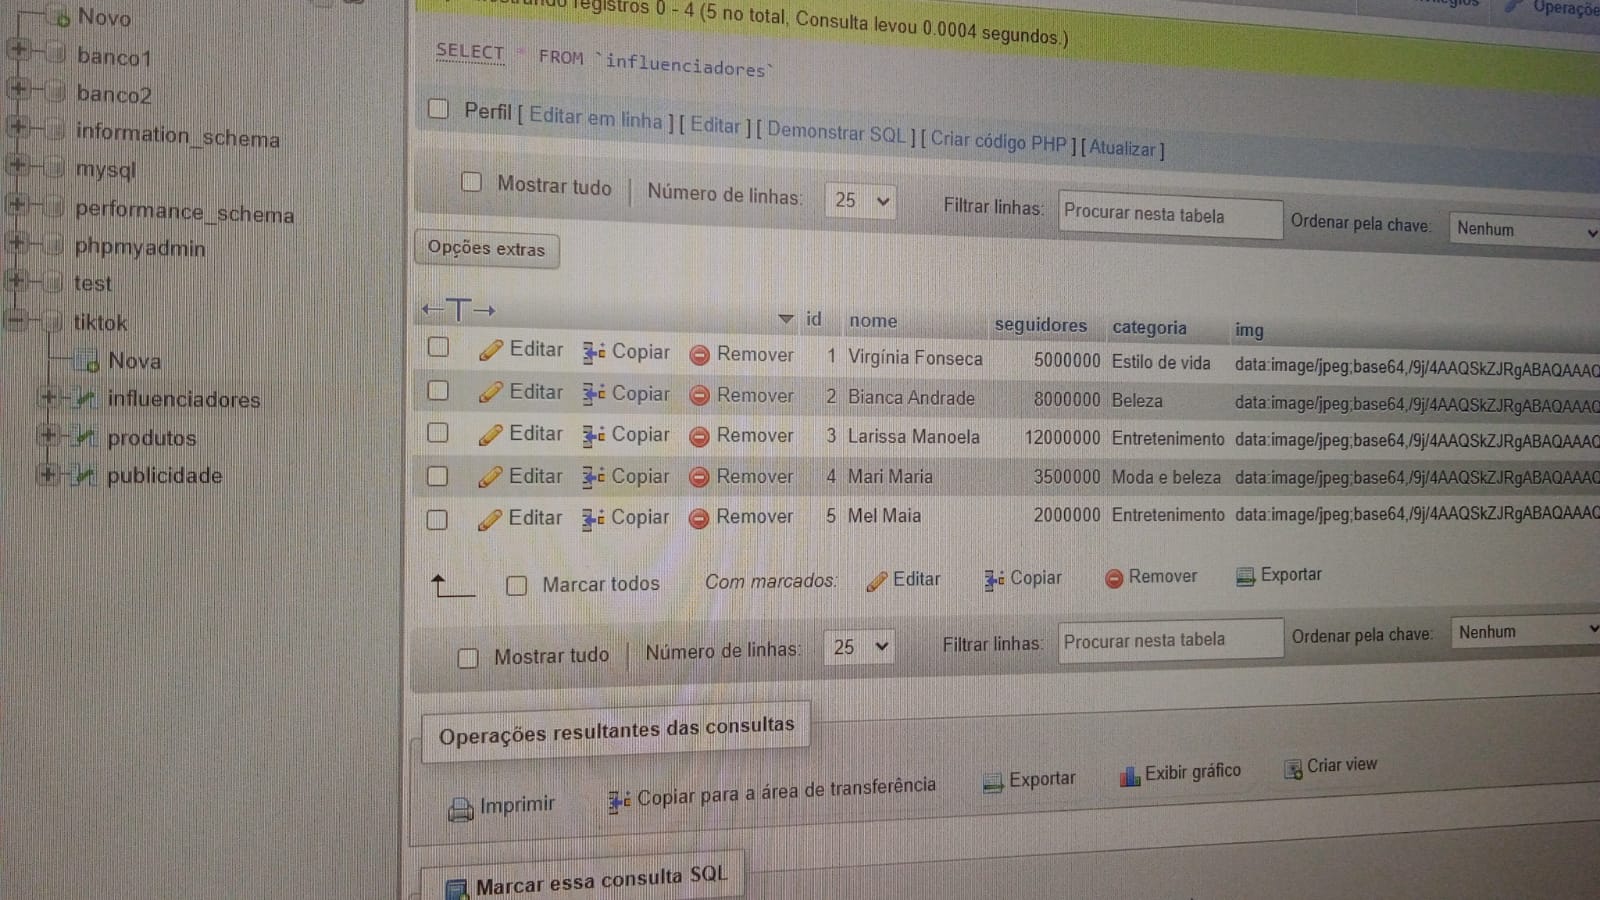 Novo
banco1
banco2
information_schema
mysql
performance_schema
phpmyadmin
test
tiktok
Nova
influenciadores
produtos
publicidade
Operaçõe
registros 0 - 4 (5 no total, Consulta levou 0.0004 segundos.)
SELECT * FROM `influenciadores`
Perfil [ Editar em linha ] [ Editar ] [ Demonstrar SQL ] [ Criar código PHP ] [ Atualizar ]
Mostrar tudo | Número de linhas: 25 Filtrar linhas: Procurar nesta tabela Ordenar pela chave: Nenhum
Opções extras
←T→ id nome seguidores categoria img
Editar Copiar Remover 1 Virgínia Fonseca 5000000 Estilo de vida data:image/jpeg;base64,/9j/4AAQSkZJRgABAQAAAQ
Editar Copiar Remover 2 Bianca Andrade 8000000 Beleza data:image/jpeg;base64,/9j/4AAQSkZJRgABAQAAAQ
Editar Copiar Remover 3 Larissa Manoela 12000000 Entretenimento data:image/jpeg;base64,/9j/4AAQSkZJRgABAQAAAQ
Editar Copiar Remover 4 Mari Maria 3500000 Moda e beleza data:image/jpeg;base64,/9j/4AAQSkZJRgABAQAAAQ
Editar Copiar Remover 5 Mel Maia 2000000 Entretenimento data:image/jpeg;base64,/9j/4AAQSkZJRgABAQAAAQ
Marcar todos Com marcados: Editar Copiar Remover Exportar
Mostrar tudo | Número de linhas: 25 Filtrar linhas: Procurar nesta tabela Ordenar pela chave: Nenhum
Operações resultantes das consultas
Imprimir Copiar para a área de transferência Exportar Exibir gráfico Criar view
Marcar essa consulta SQL